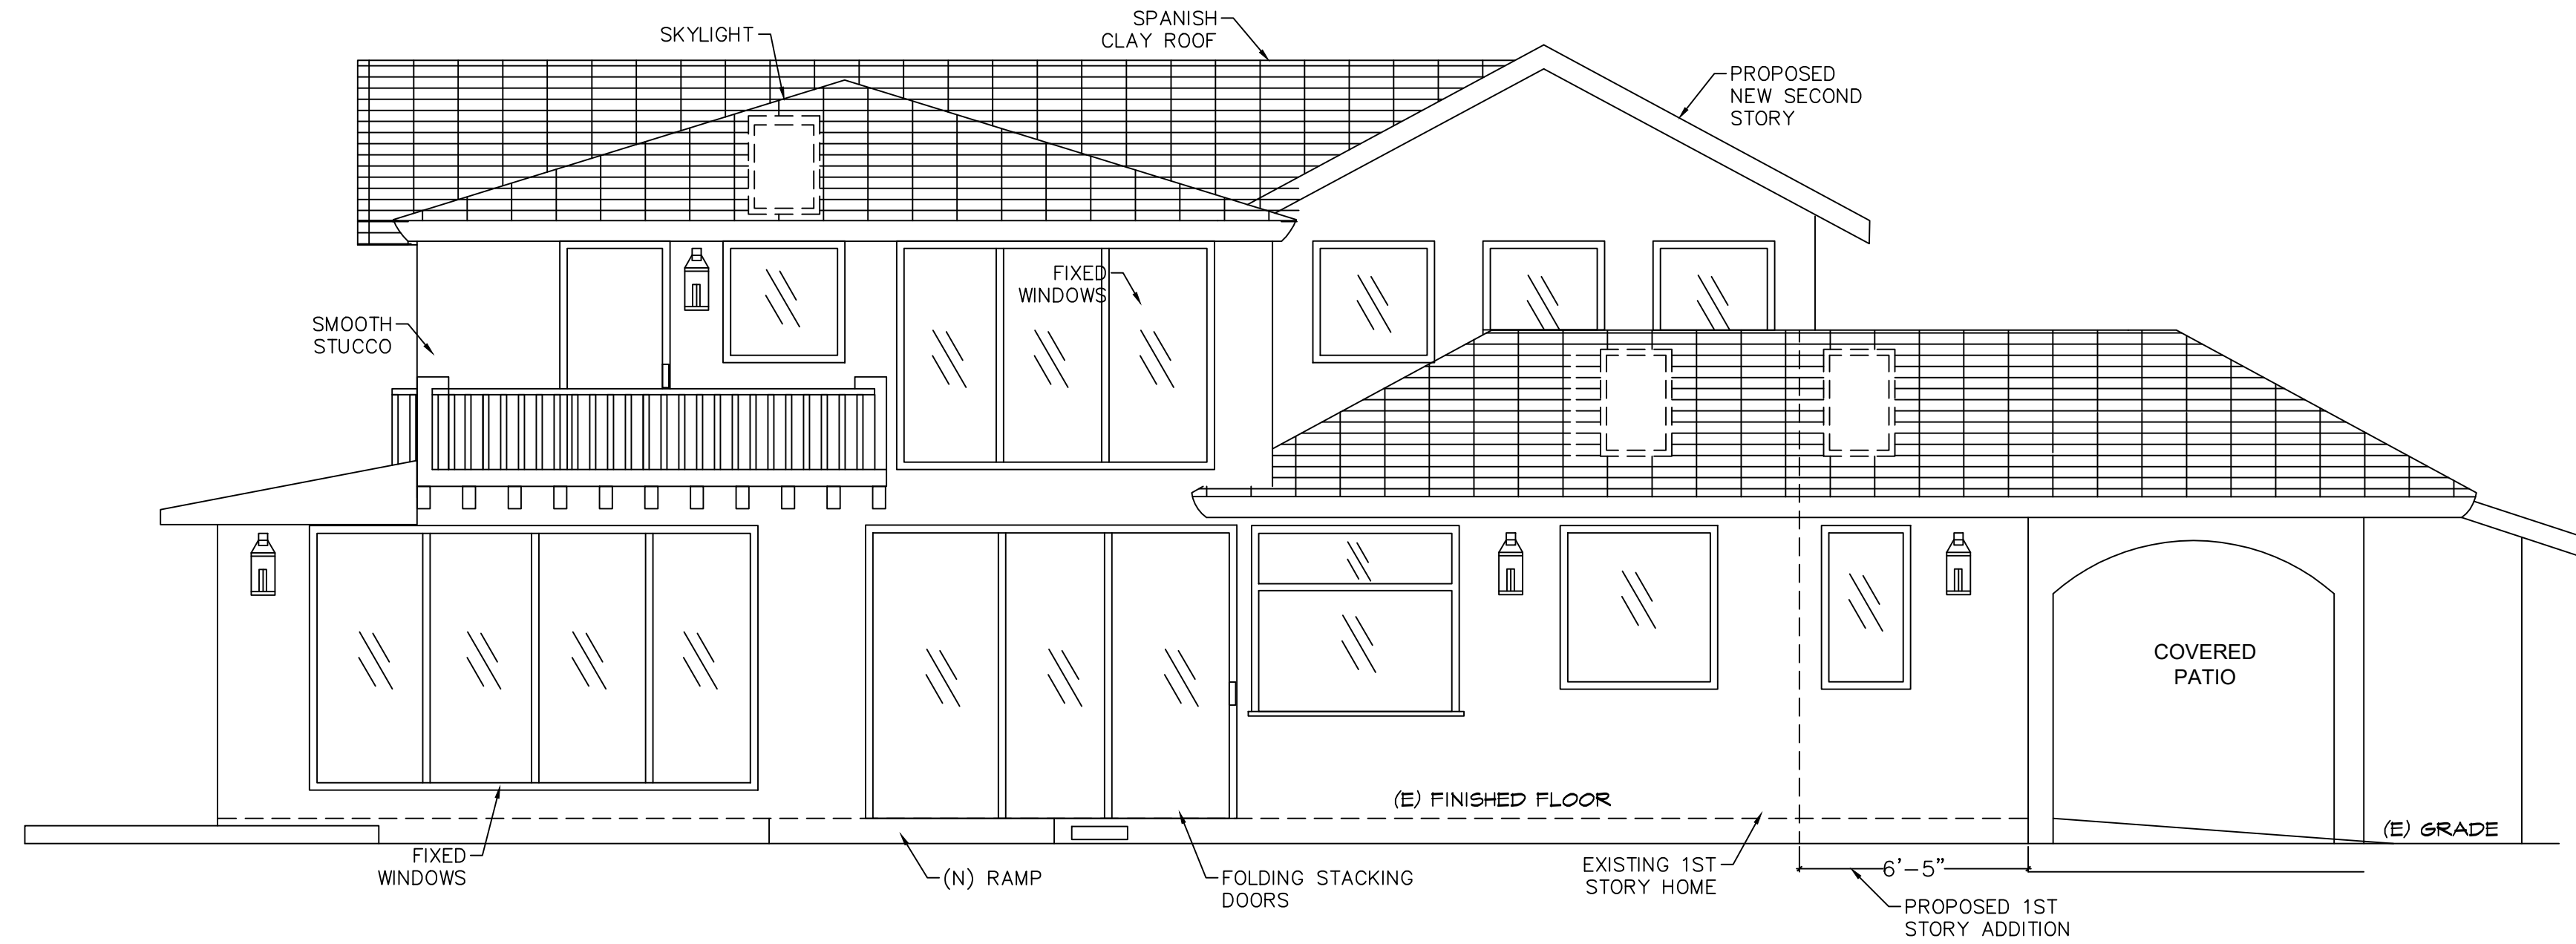 SPANISH
CLAY ROOF
SKYLIGHT
PROPOSED
NEW SECOND
STORY
FIXED
WINDOWS
SMOOTH
STUCCO
COVERED
PATIO
(E) FINISHED FLOOR
(E) GRADE
FIXED
WINDOWS
(N) RAMP
FOLDING STACKING
DOORS
EXISTING 1ST
STORY HOME
6'-5"
PROPOSED 1ST
STORY ADDITION